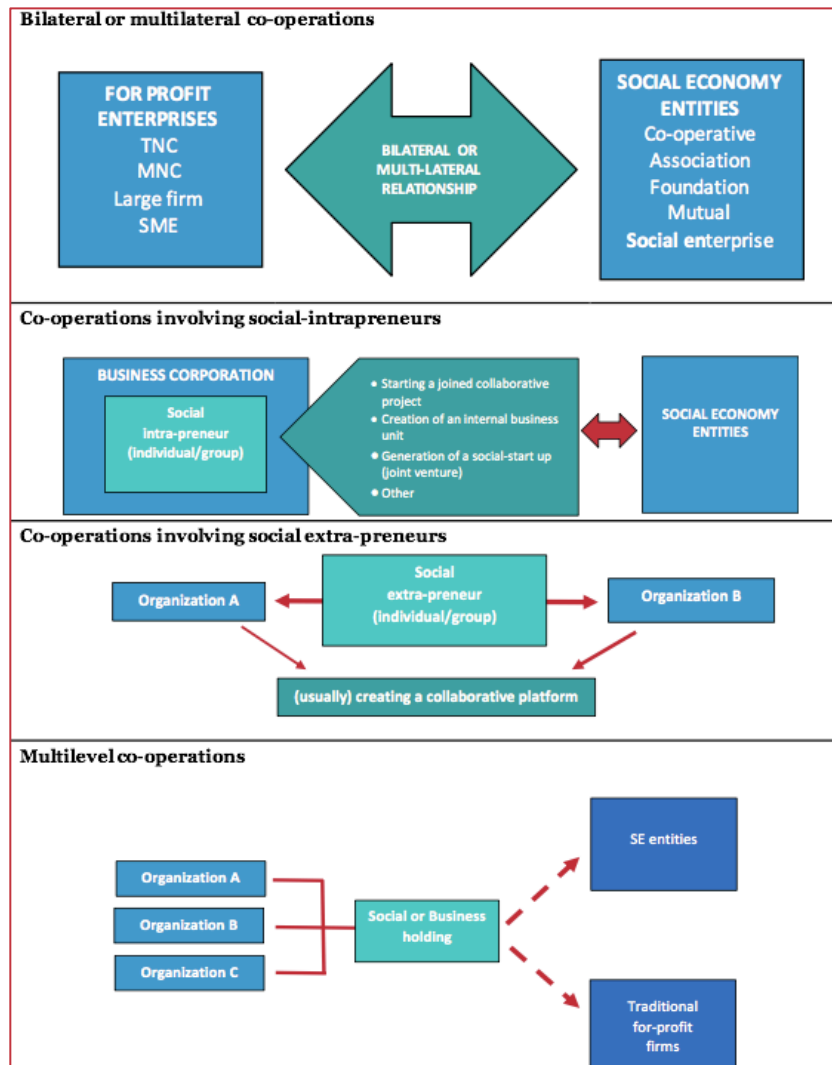 Bilateral or multilateral co-operations
FOR PROFIT
ENTERPRISES
TNC
MNC
Large firm
SME
BILATERAL OR
MULTI-LATERAL
RELATIONSHIP
SOCIAL ECONOMY
ENTITIES
Co-operative
Association
Foundation
Mutual
Social enterprise
Co-operations involving social-intrapreneurs
BUSINESS CORPORATION
Social
intra-preneur
(individual/group)
• Starting a joined collaborative
project
• Creation of an internal business
unit
• Generation of a social-start up
(joint venture)
• Other
SOCIAL ECONOMY
ENTITIES
Co-operations involving social extra-preneurs
Organization A
Social
extra-preneur
(individual/group)
Organization B
(usually) creating a collaborative platform
Multilevel co-operations
Organization A
Organization B
Organization C
Social or Business
holding
SE entities
Traditional
for-profit
firms